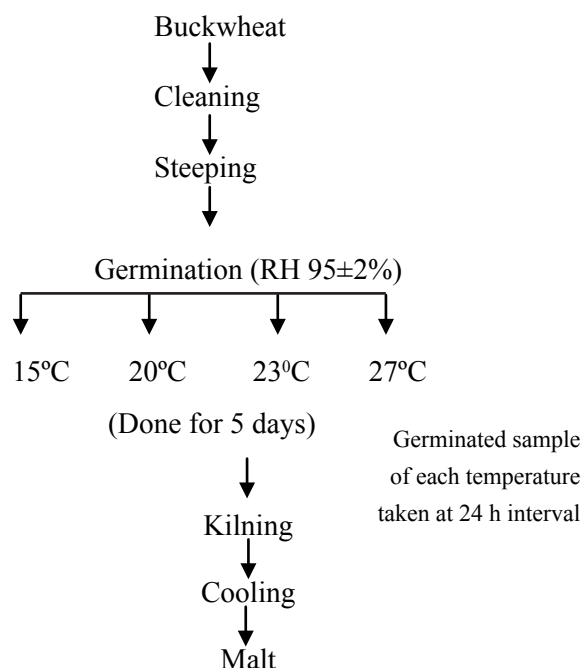 Buckwheat
Cleaning
Steeping
Germination (RH 95±2%)
15ºC 20ºC 23⁰C 27ºC
(Done for 5 days)
Germinated sample
of each temperature
taken at 24 h interval
Kilning
Cooling
Malt